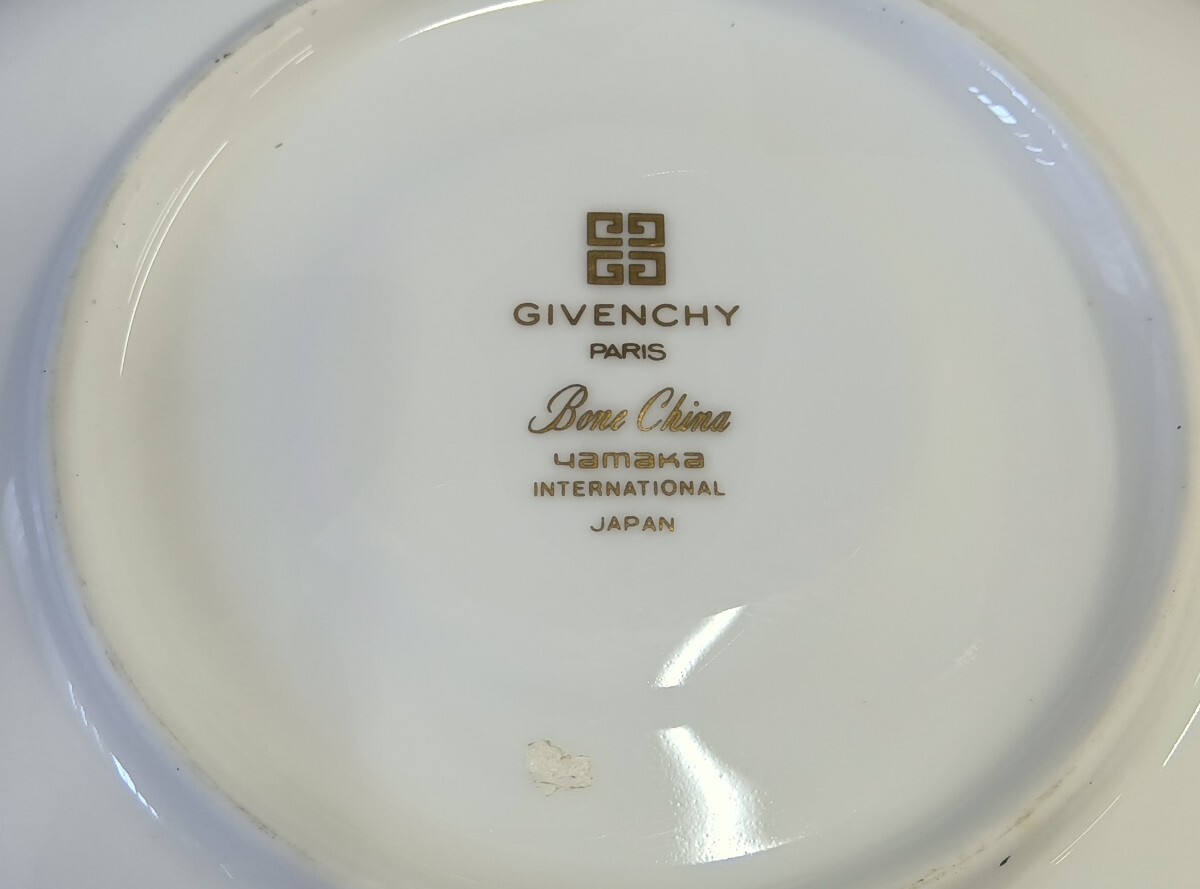 GIVENCHY
PARIS
Bone China
yamaka
INTERNATIONAL
JAPAN